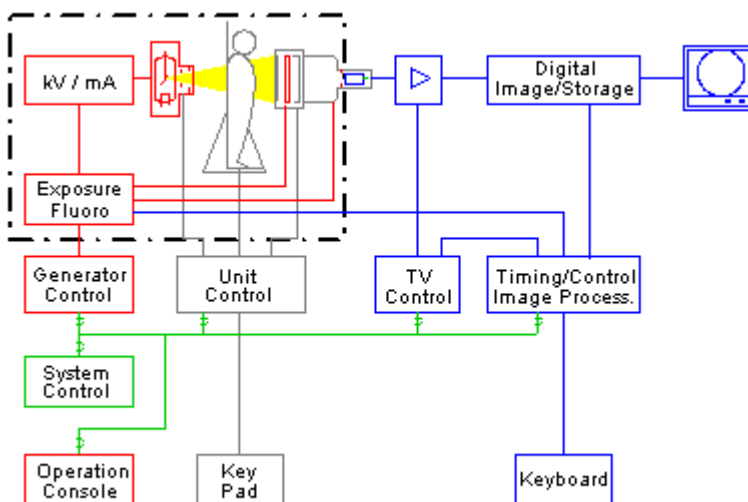 kV / mA
Digital
Image/Storage
Exposure
Fluoro
Generator
Control
Unit
Control
TV
Control
Timing/Control
Image Process.
System
Control
Operation
Console
Key
Pad
Keyboard